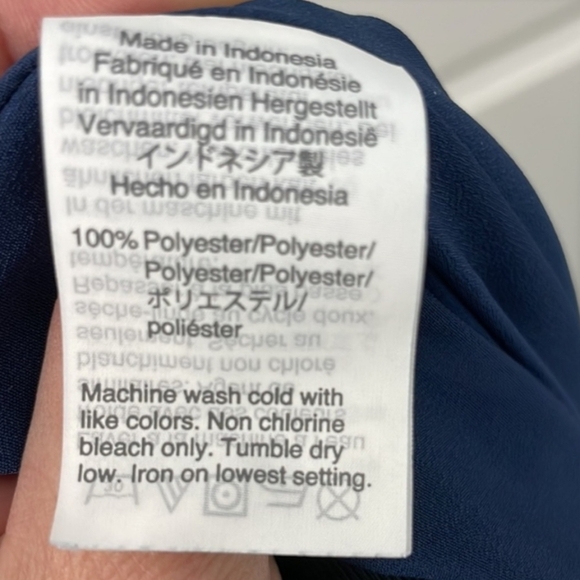 Made in Indonesia
Fabriqué en Indonésie
in Indonesien Hergestellt
Vervaardigd in Indonesië
インドネシア製
Hecho en Indonesia
100% Polyester/Polyester/
Polyester/Polyester/
ポリエステル/
poliéster
Machine wash cold with
like colors. Non chlorine
bleach only. Tumble dry
low. Iron on lowest setting.